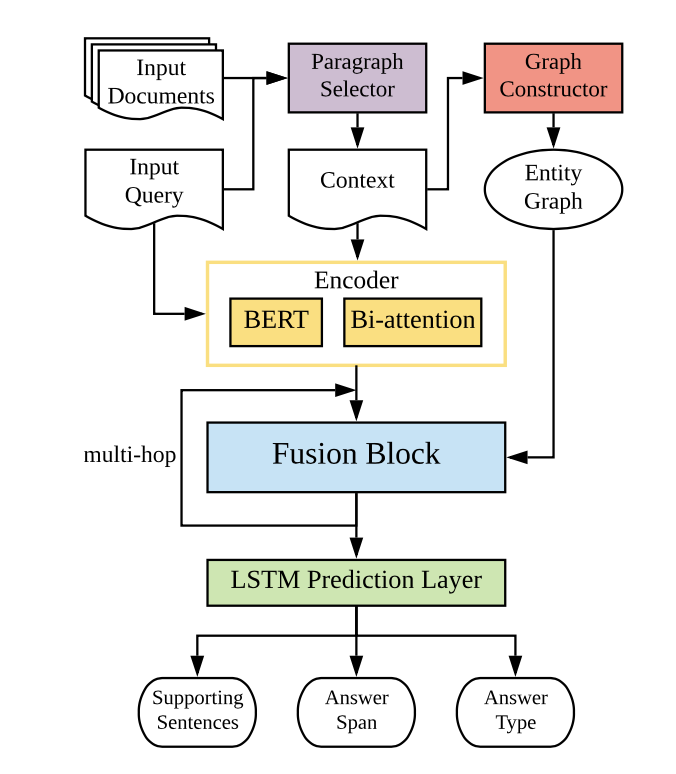 Input
Documents
Paragraph
Selector
Graph
Constructor
Input
Query
Context
Entity
Graph
Encoder
BERT
Bi-attention
multi-hop
Fusion Block
LSTM Prediction Layer
Supporting
Sentences
Answer
Span
Answer
Type